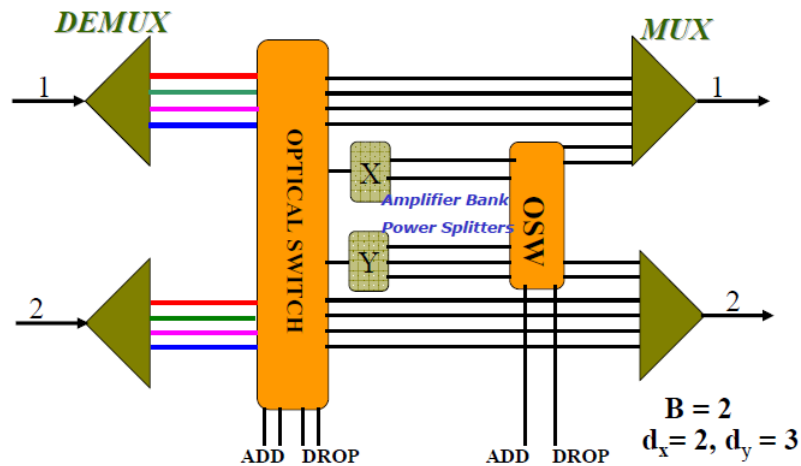 DEMUX
MUX
1
1
OPTICAL SWITCH
X
Amplifier Bank
Power Splitters
OSW
Y
2
2
ADD DROP
ADD DROP
B = 2
dx= 2, dy = 3